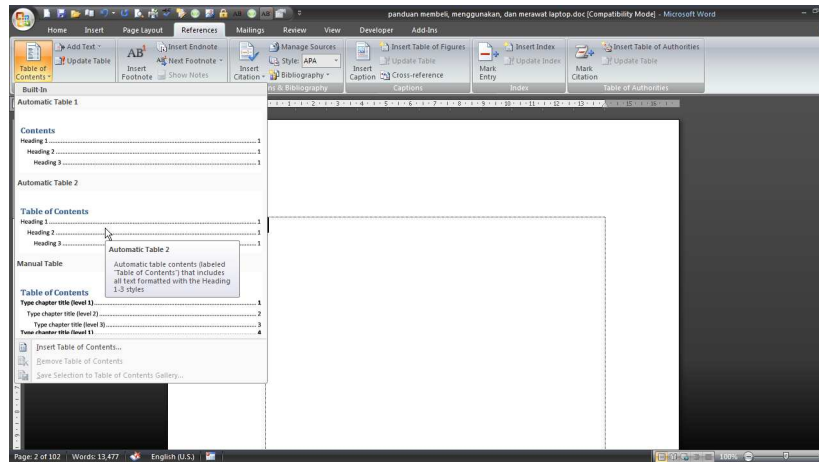 panduan membeli, menggunakan, dan merawat laptop.doc [Compatibility Mode] - Microsoft Word
Home Insert Page Layout References Mailings Review View Developer Add-Ins
Table of Contents
Add Text
Update Table
AB¹
Insert Footnote
Insert Endnote
Next Footnote
Show Notes
Insert Citation
Manage Sources
Style: APA
Bibliography
Insert Caption
Insert Table of Figures
Update Table
Cross-reference
Mark Entry
Insert Index
Update Index
Mark Citation
Insert Table of Authorities
Update Table
ns & Bibliography
Captions
Index
Table of Authorities
Built-In
Automatic Table 1
Contents
Heading 1 1
Heading 2 1
Heading 3 1
Automatic Table 2
Table of Contents
Heading 1 1
Heading 2 1
Heading 3 1
Automatic Table 2
Automatic table contents (labeled
"Table of Contents") that includes
all text formatted with the Heading
1-3 styles
Manual Table
Table of Contents
Type chapter title (level 1) 1
Type chapter title (level 2) 2
Type chapter title (level 3) 3
Type chapter title (level 1) 4
Insert Table of Contents...
Remove Table of Contents
Save Selection to Table of Contents Gallery...
Page: 2 of 102 Words: 13,477 English (U.S.) 100%